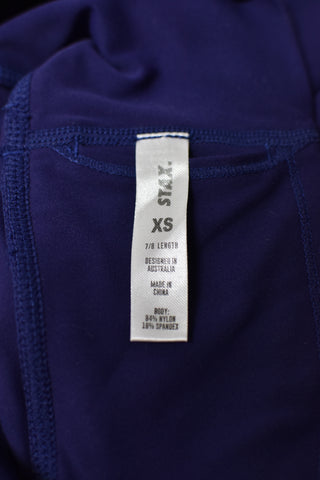 STAX.
XS
7/8 LENGTH
DESIGNED IN
AUSTRALIA
MADE IN
CHINA
BODY:
84% NYLON
16% SPANDEX